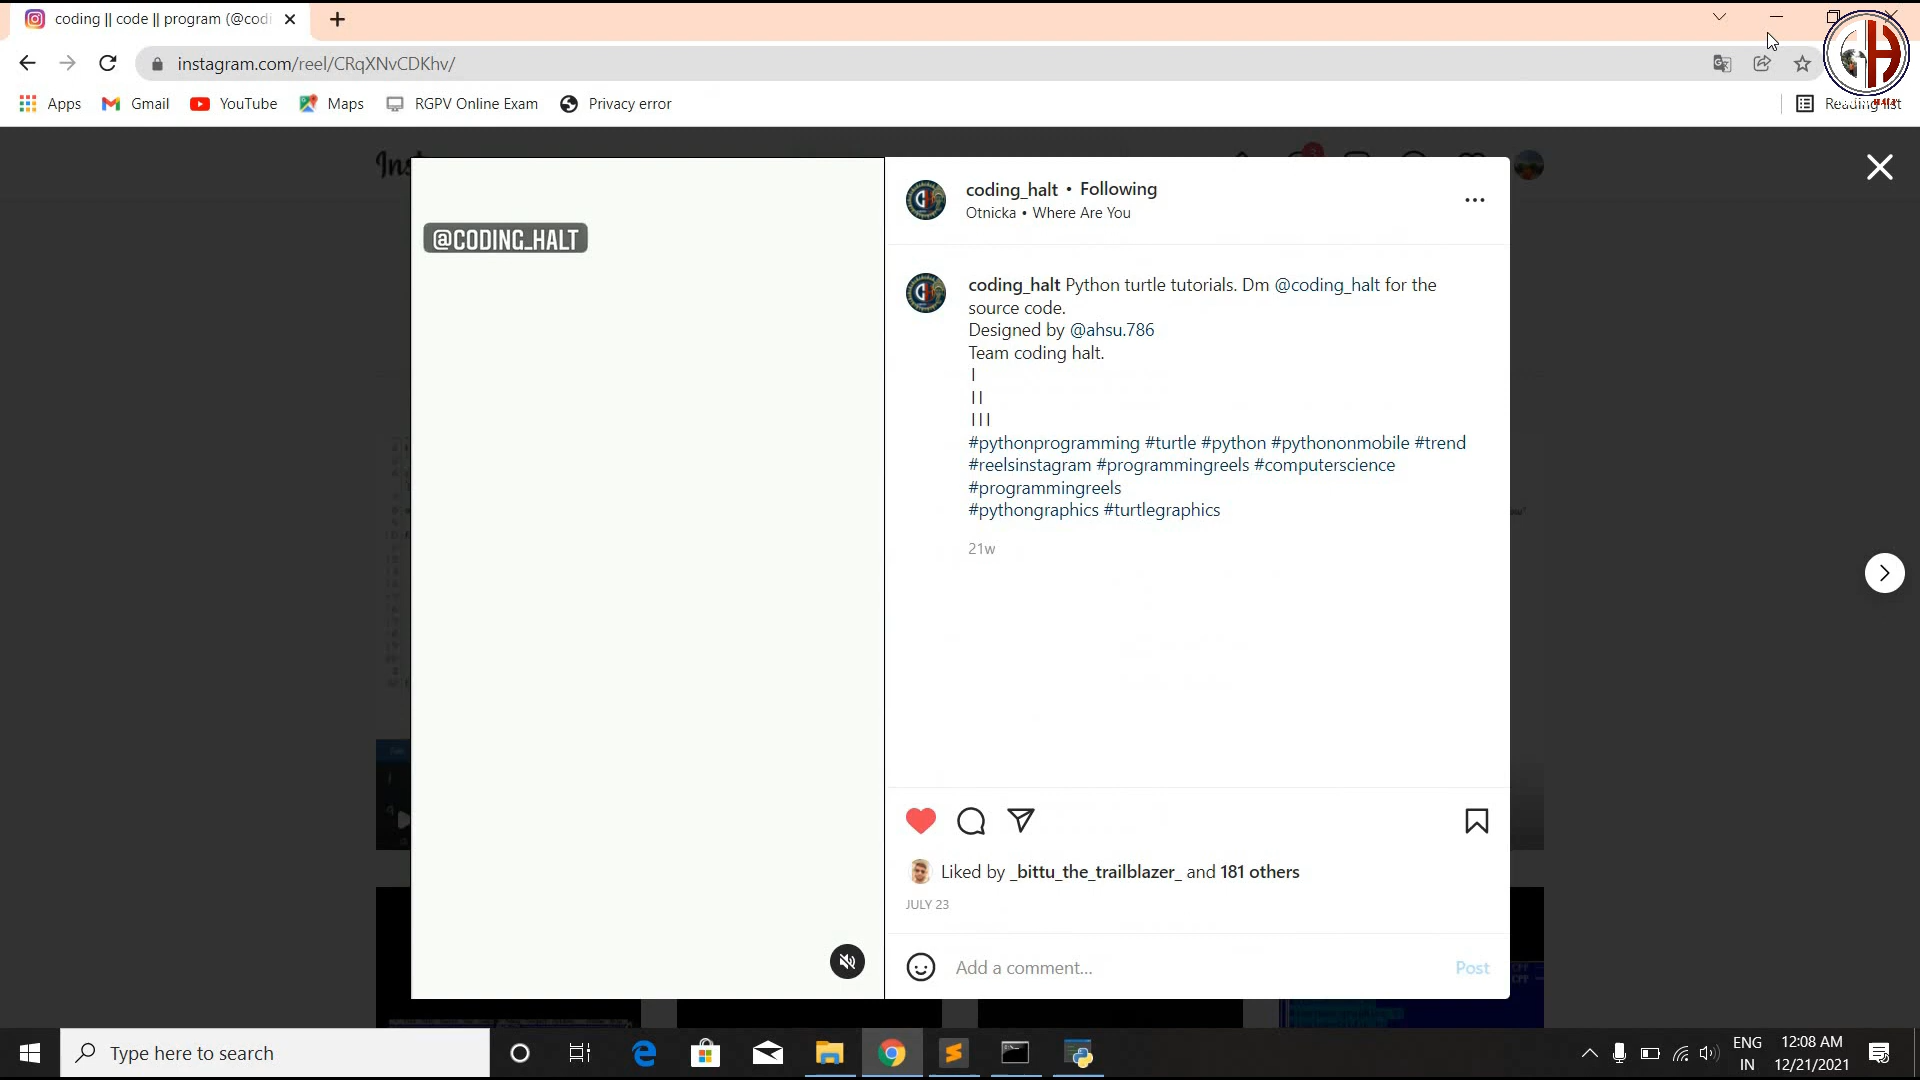 coding || code || program (@codi
instagram.com/reel/CRqXNvCDKhv/
Apps
Gmail
YouTube
Maps
RGPV Online Exam
Privacy error
Reading list
@CODING_HALT
coding_halt • Following
Otnicka • Where Are You
coding_halt Python turtle tutorials. Dm @coding_halt for the
source code.
Designed by @ahsu.786
Team coding halt.
|
||
|||
#pythonprogramming #turtle #python #pythononmobile #trend
#reelsinstagram #programmingreels #computerscience
#programmingreels
#pythongraphics #turtlegraphics
21w
Liked by _bittu_the_trailblazer_ and 181 others
JULY 23
Add a comment...
Post
Type here to search
ENG
IN
12:08 AM
12/21/2021